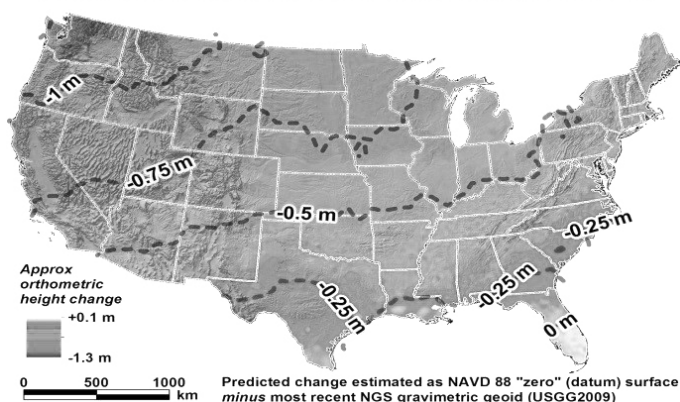 -1 m
-0.75 m
-0.5 m
-0.25 m
-0.25 m
-0.25 m
0 m
Approx
orthometric
height change
+0.1 m
-1.3 m
0 500 1000
km
Predicted change estimated as NAVD 88 "zero" (datum) surface
minus most recent NGS gravimetric geoid (USGG2009)